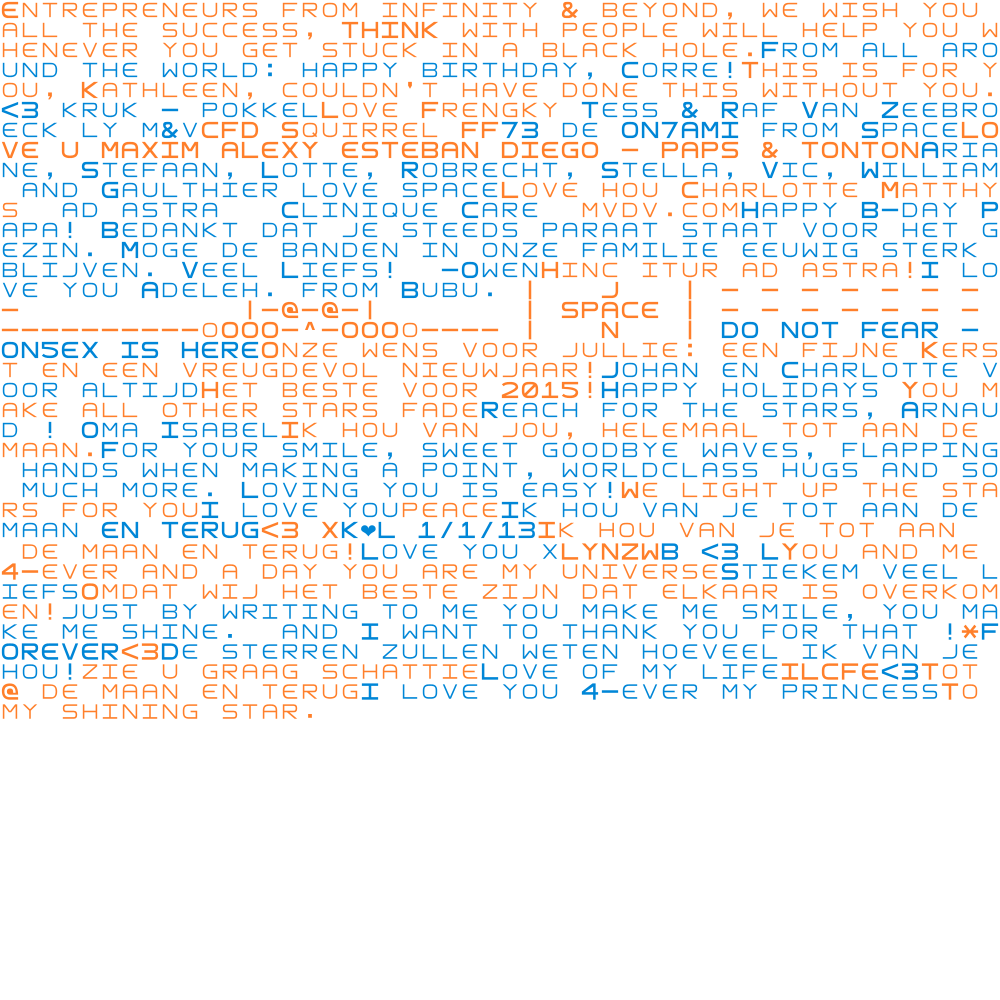 ENTREPRENEURS FROM INFINITY & BEYOND, WE WISH YOU
ALL THE SUCCESS, THINK WITH PEOPLE WILL HELP YOU W
HENEVER YOU GET STUCK IN A BLACK HOLE.FROM ALL ARO
UND THE WORLD: HAPPY BIRTHDAY, CORRE!THIS IS FOR Y
OU, KATHLEEN, COULDN'T HAVE DONE THIS WITHOUT YOU.
<3 KRUK - POKKELLOVE FRENGKY TESS & RAF VAN ZEEBRO
ECK LY M&VCFD SQUIRREL FF73 DE ON7AMI FROM SPACELO
VE U MAXIM ALEXY ESTEBAN DIEGO - PAPS & TONTONARIA
NE, STEFAAN, LOTTE, ROBRECHT, STELLA, VIC, WILLIAM
AND GAULTHIER LOVE SPACELOVE HOU CHARLOTTE MATTHY
S  AD ASTRA   CLINIQUE CARE  MVDV.COMHAPPY B-DAY P
APA! BEDANKT DAT JE STEEDS PARAAT STAAT VOOR HET G
EZIN. MOGE DE BANDEN IN ONZE FAMILIE EEUWIG STERK
BLIJVEN. VEEL LIEFS!  -OWENHINC ITUR AD ASTRA!I LO
VE YOU ADELEH. FROM BUBU. |   J   | - - - - - - -
-           |-@-@-|       | SPACE | - - - - - - -
----------OOOO-^-OOOO---- |   N   | DO NOT FEAR -
ON5EX IS HEREONZE WENS VOOR JULLIE: EEN FIJNE KERS
T EN EEN VREUGDEVOL NIEUWJAAR!JOHAN EN CHARLOTTE V
OOR ALTIJDHET BESTE VOOR 2015!HAPPY HOLIDAYS YOU M
AKE ALL OTHER STARS FADEREACH FOR THE STARS, ARNAU
D ! OMA ISABELIK HOU VAN JOU, HELEMAAL TOT AAN DE
MAAN.FOR YOUR SMILE, SWEET GOODBYE WAVES, FLAPPING
HANDS WHEN MAKING A POINT, WORLDCLASS HUGS AND SO
MUCH MORE. LOVING YOU IS EASY!WE LIGHT UP THE STA
RS FOR YOUI LOVE YOUPEACEIK HOU VAN JE TOT AAN DE
MAAN EN TERUG<3 XK❤L 1/1/13IK HOU VAN JE TOT AAN
DE MAAN EN TERUG!LOVE YOU XLYNZWB <3 LYOU AND ME
4-EVER AND A DAY YOU ARE MY UNIVERSESTIEKEM VEEL L
IEFSOMDAT WIJ HET BESTE ZIJN DAT ELKAAR IS OVERKOM
EN!JUST BY WRITING TO ME YOU MAKE ME SMILE, YOU MA
KE ME SHINE.  AND I WANT TO THANK YOU FOR THAT !*F
OREVER<3DE STERREN ZULLEN WETEN HOEVEEL IK VAN JE
HOU!ZIE U GRAAG SCHATTIELOVE OF MY LIFEILCFE<3TOT
@ DE MAAN EN TERUGI LOVE YOU 4-EVER MY PRINCESSTO
MY SHINING STAR.